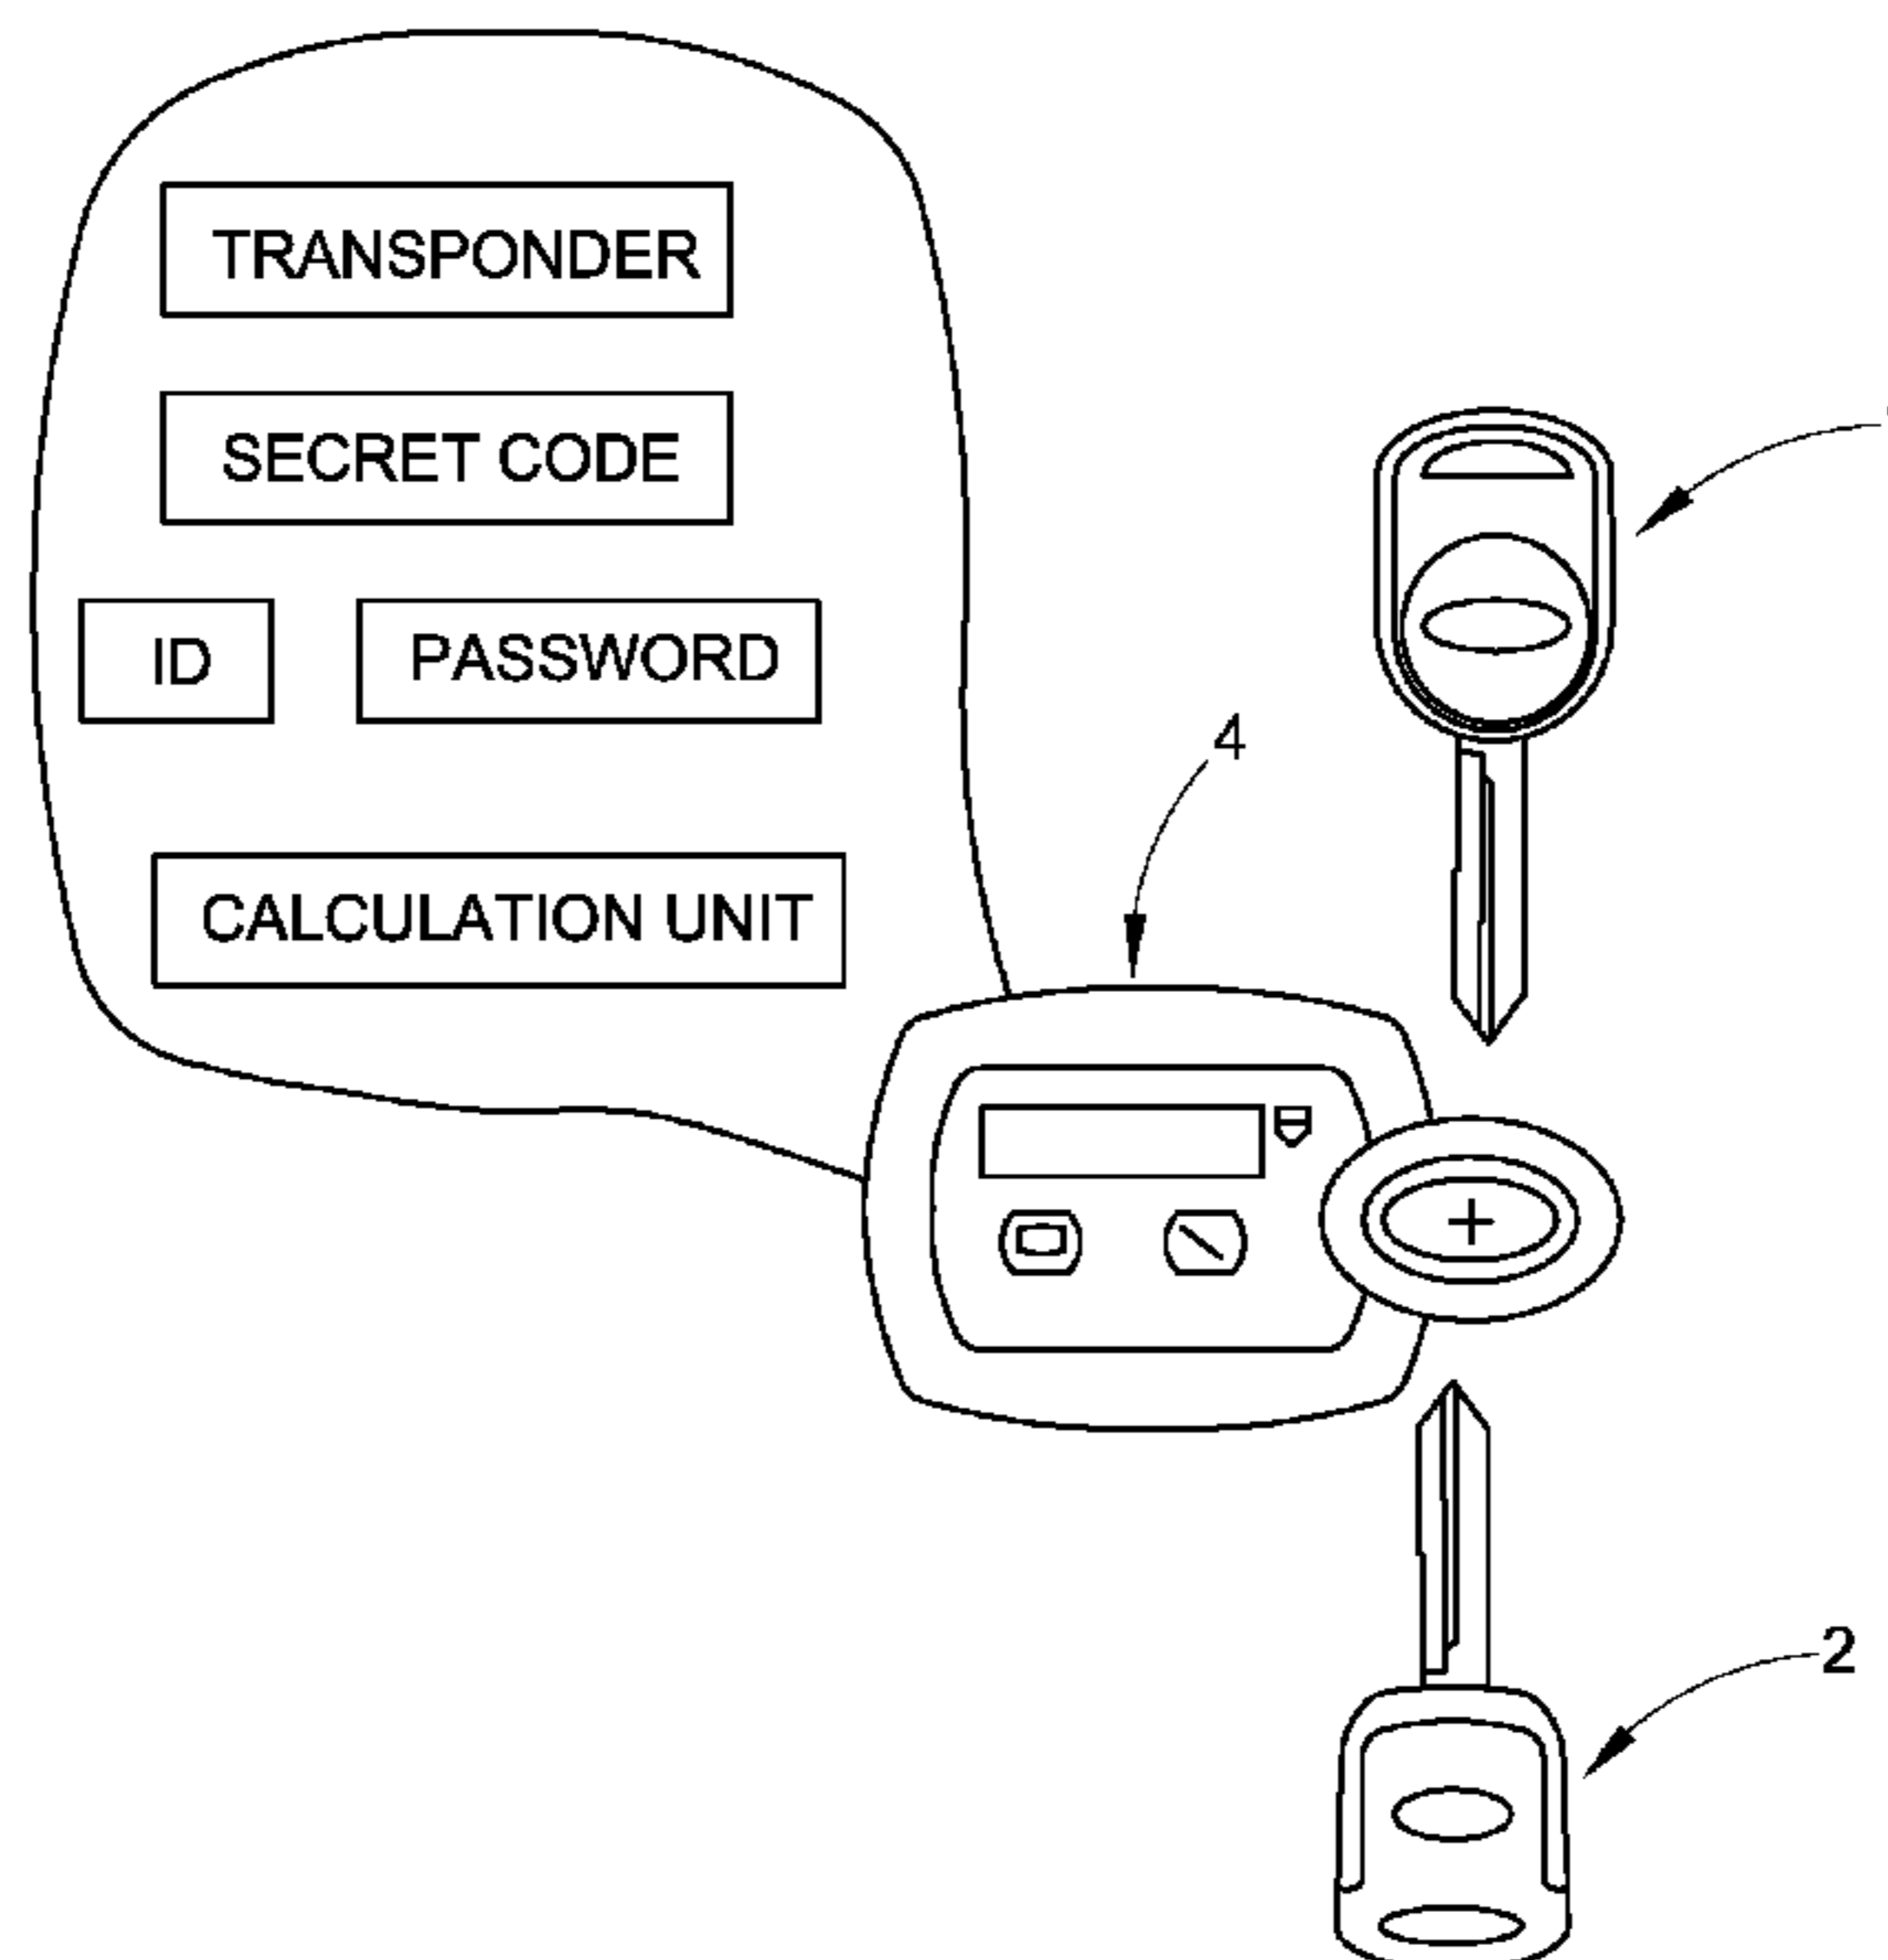 TRANSPONDER
SECRET CODE
ID PASSWORD
4
CALCULATION UNIT
2